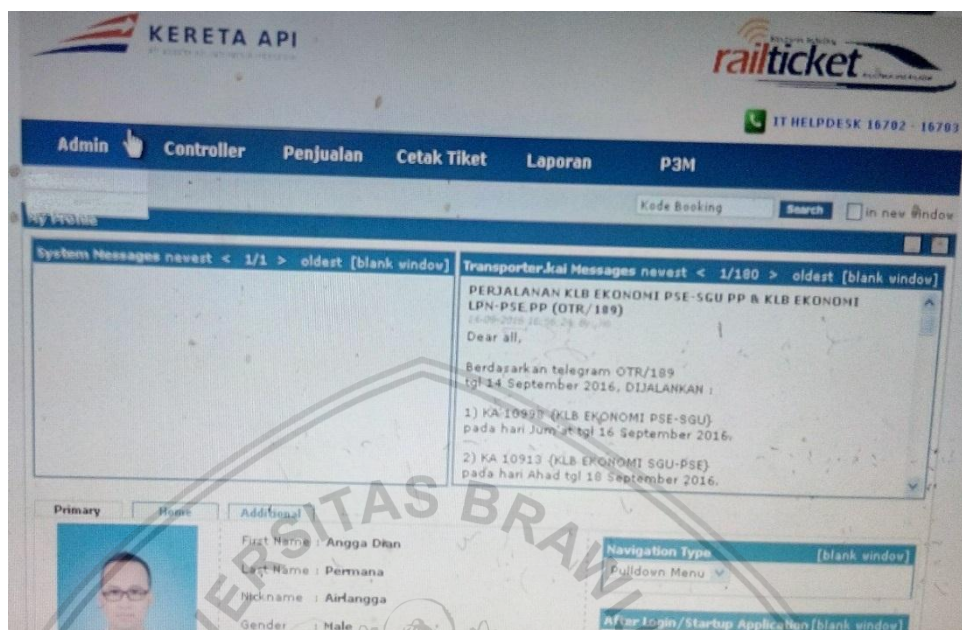 KERETA API
railticket
IT HELPDESK 16702 - 16703
Admin Controller Penjualan Cetak Tiket Laporan P3M
Kode Booking Search in new window
My Profile
System Messages newest < 1/1 > oldest [blank window]
Transporter.kai Messages newest < 1/180 > oldest [blank window]
PERJALANAN KLB EKONOMI PSE-SGU PP & KLB EKONOMI
LPN-PSE PP (OTR/189)
Dear all,
Berdasarkan telegram OTR/189
tgl 14 September 2016, DIJALANKAN :
1) KA 10998 (KLB EKONOMI PSE-SGU)
pada hari Jum'at tgl 16 September 2016.
2) KA 10913 (KLB EKONOMI SGU-PSE)
pada hari Ahad tgl 18 September 2016.
Primary Home Additional
First Name : Angga Dian
Last Name : Permana
Nickname : Airlangga
Gender : Male
Navigation Type [blank window]
Pulldown Menu
After Login/Startup Application [blank window]
ERSITAS BRAW